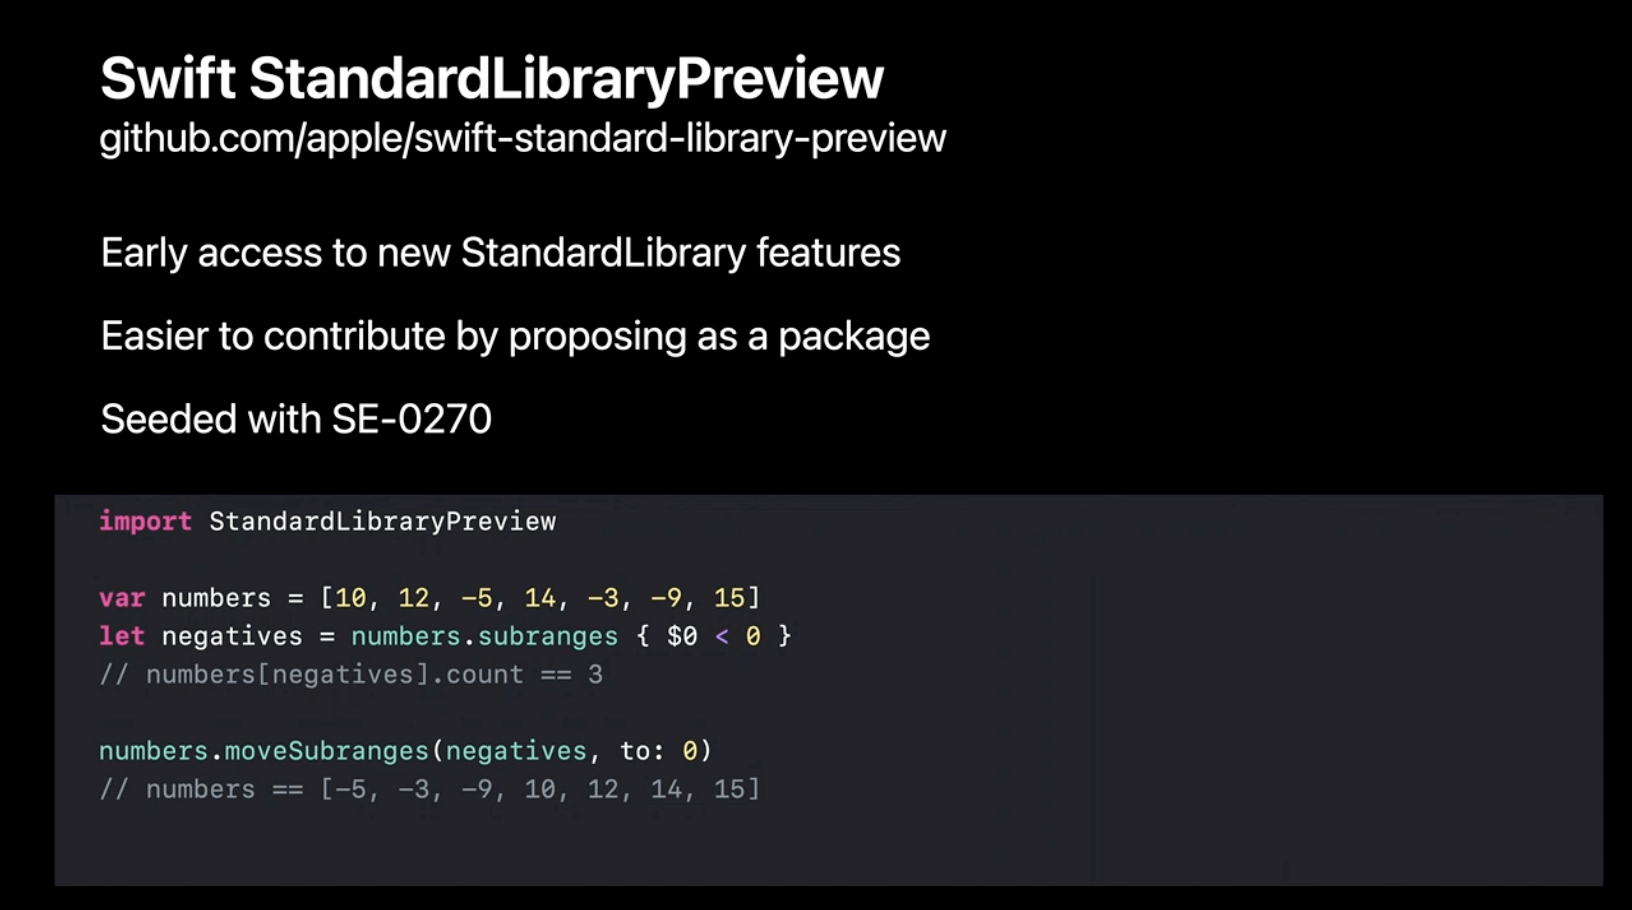 Swift StandardLibraryPreview
github.com/apple/swift-standard-library-preview
Early access to new StandardLibrary features
Easier to contribute by proposing as a package
Seeded with SE-0270
import StandardLibraryPreview
var numbers = [10, 12, -5, 14, -3, -9, 15]
let negatives = numbers.subranges { $0 < 0 }
// numbers[negatives].count == 3
numbers.moveSubranges(negatives, to: 0)
// numbers == [-5, -3, -9, 10, 12, 14, 15]